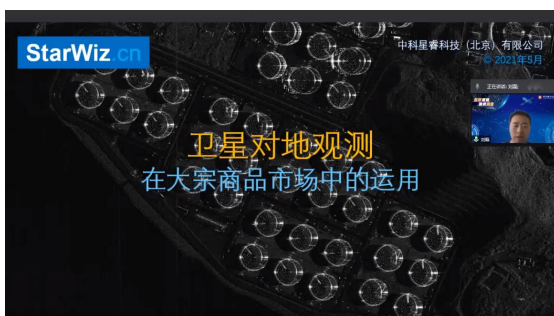 StarWiz.cn
中科星睿科技（北京）有限公司
© 2021年5月
卫星对地观测
在大宗商品市场中的运用